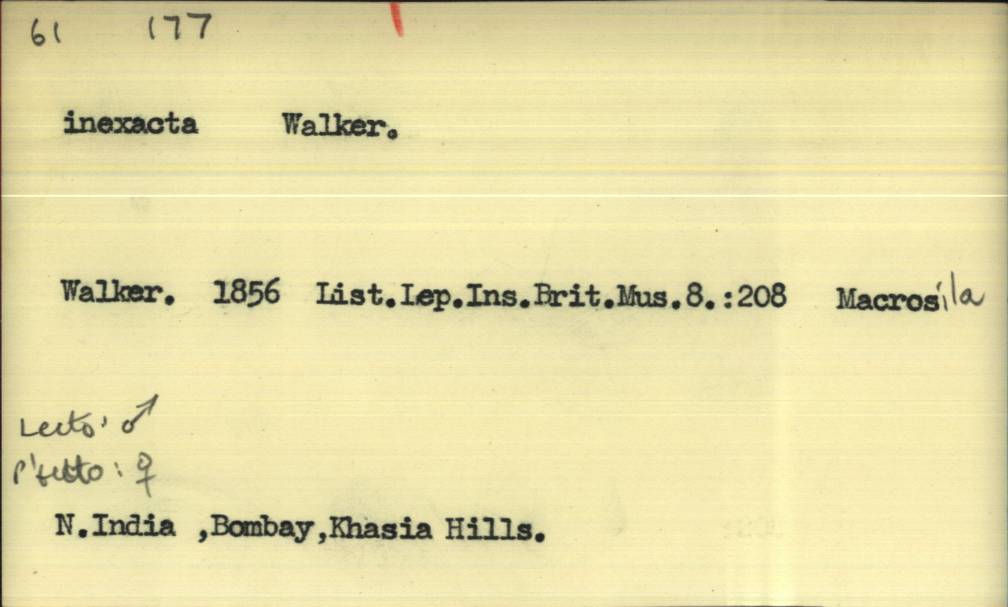 61 177
inexacta Walker.
Walker. 1856 List.Lep.Ins.Brit.Mus.8.:208 Macrosila
Lecto: ♂
P'lecto: ♀
N.India ,Bombay,Khasia Hills.